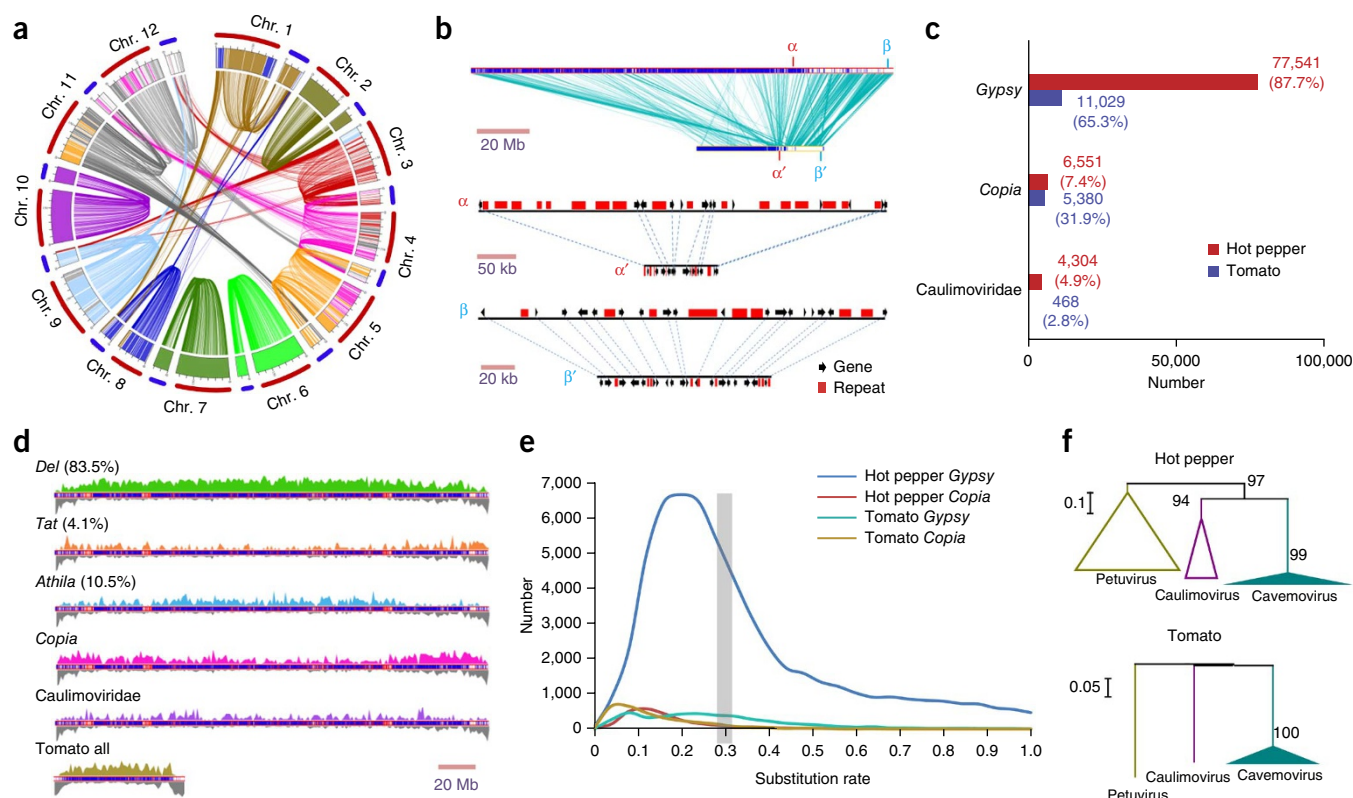 a
Chr. 1
Chr. 2
Chr. 3
Chr. 4
Chr. 5
Chr. 6
Chr. 7
Chr. 8
Chr. 9
Chr. 10
Chr. 11
Chr. 12
b
α
β
20 Mb
α′
β′
α
50 kb
α′
β
20 kb
β′
Gene
Repeat
c
Gypsy
77,541
(87.7%)
11,029
(65.3%)
Copia
6,551
(7.4%)
5,380
(31.9%)
Hot pepper
Tomato
Caulimoviridae
4,304
(4.9%)
468
(2.8%)
0
50,000
100,000
Number
d
Del (83.5%)
Tat (4.1%)
Athila (10.5%)
Copia
Caulimoviridae
Tomato all
20 Mb
e
Hot pepper Gypsy
Hot pepper Copia
Tomato Gypsy
Tomato Copia
7,000
6,000
5,000
4,000
3,000
2,000
1,000
0
Number
0 0.1 0.2 0.3 0.4 0.5 0.6 0.7 0.8 0.9 1.0
Substitution rate
f
Hot pepper
97
0.1
94
99
Petuvirus
Caulimovirus
Cavemovirus
Tomato
0.05
100
Caulimovirus
Cavemovirus
Petuvirus